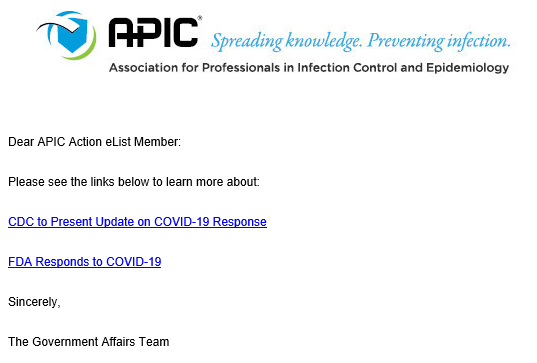 APIC® Spreading knowledge. Preventing infection.
Association for Professionals in Infection Control and Epidemiology
Dear APIC Action eList Member:
Please see the links below to learn more about:
CDC to Present Update on COVID-19 Response
FDA Responds to COVID-19
Sincerely,
The Government Affairs Team